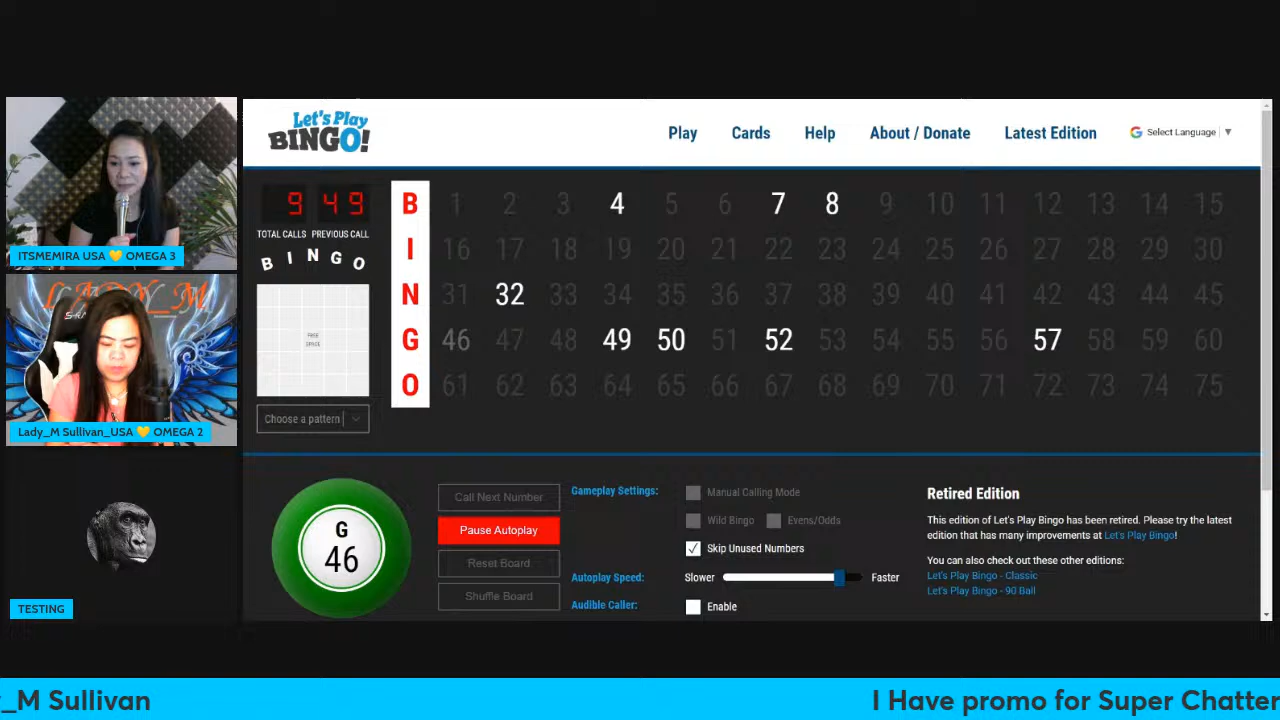 Let's Play
BINGO!
Play Cards Help About / Donate Latest Edition Select Language ▼
9 49
TOTAL CALLS PREVIOUS CALL
B I N G O
FREE
SPACE
Choose a pattern
B 1 2 3 4 5 6 7 8 9 10 11 12 13 14 15
I 16 17 18 19 20 21 22 23 24 25 26 27 28 29 30
N 31 32 33 34 35 36 37 38 39 40 41 42 43 44 45
G 46 47 48 49 50 51 52 53 54 55 56 57 58 59 60
O 61 62 63 64 65 66 67 68 69 70 71 72 73 74 75
ITSMEMIRA USA 💛 OMEGA 3
LADY_M
Lady_M Sullivan_USA 💛 OMEGA 2
TESTING
G
46
Call Next Number
Pause Autoplay
Reset Board
Shuffle Board
Gameplay Settings:
Manual Calling Mode
Wild Bingo Evens/Odds
Skip Unused Numbers
Autoplay Speed: Slower Faster
Audible Caller: Enable
Retired Edition
This edition of Let's Play Bingo has been retired. Please try the latest
edition that has many improvements at Let's Play Bingo!
You can also check out these other editions:
Let's Play Bingo - Classic
Let's Play Bingo - 90 Ball
_M Sullivan I Have promo for Super Chatter